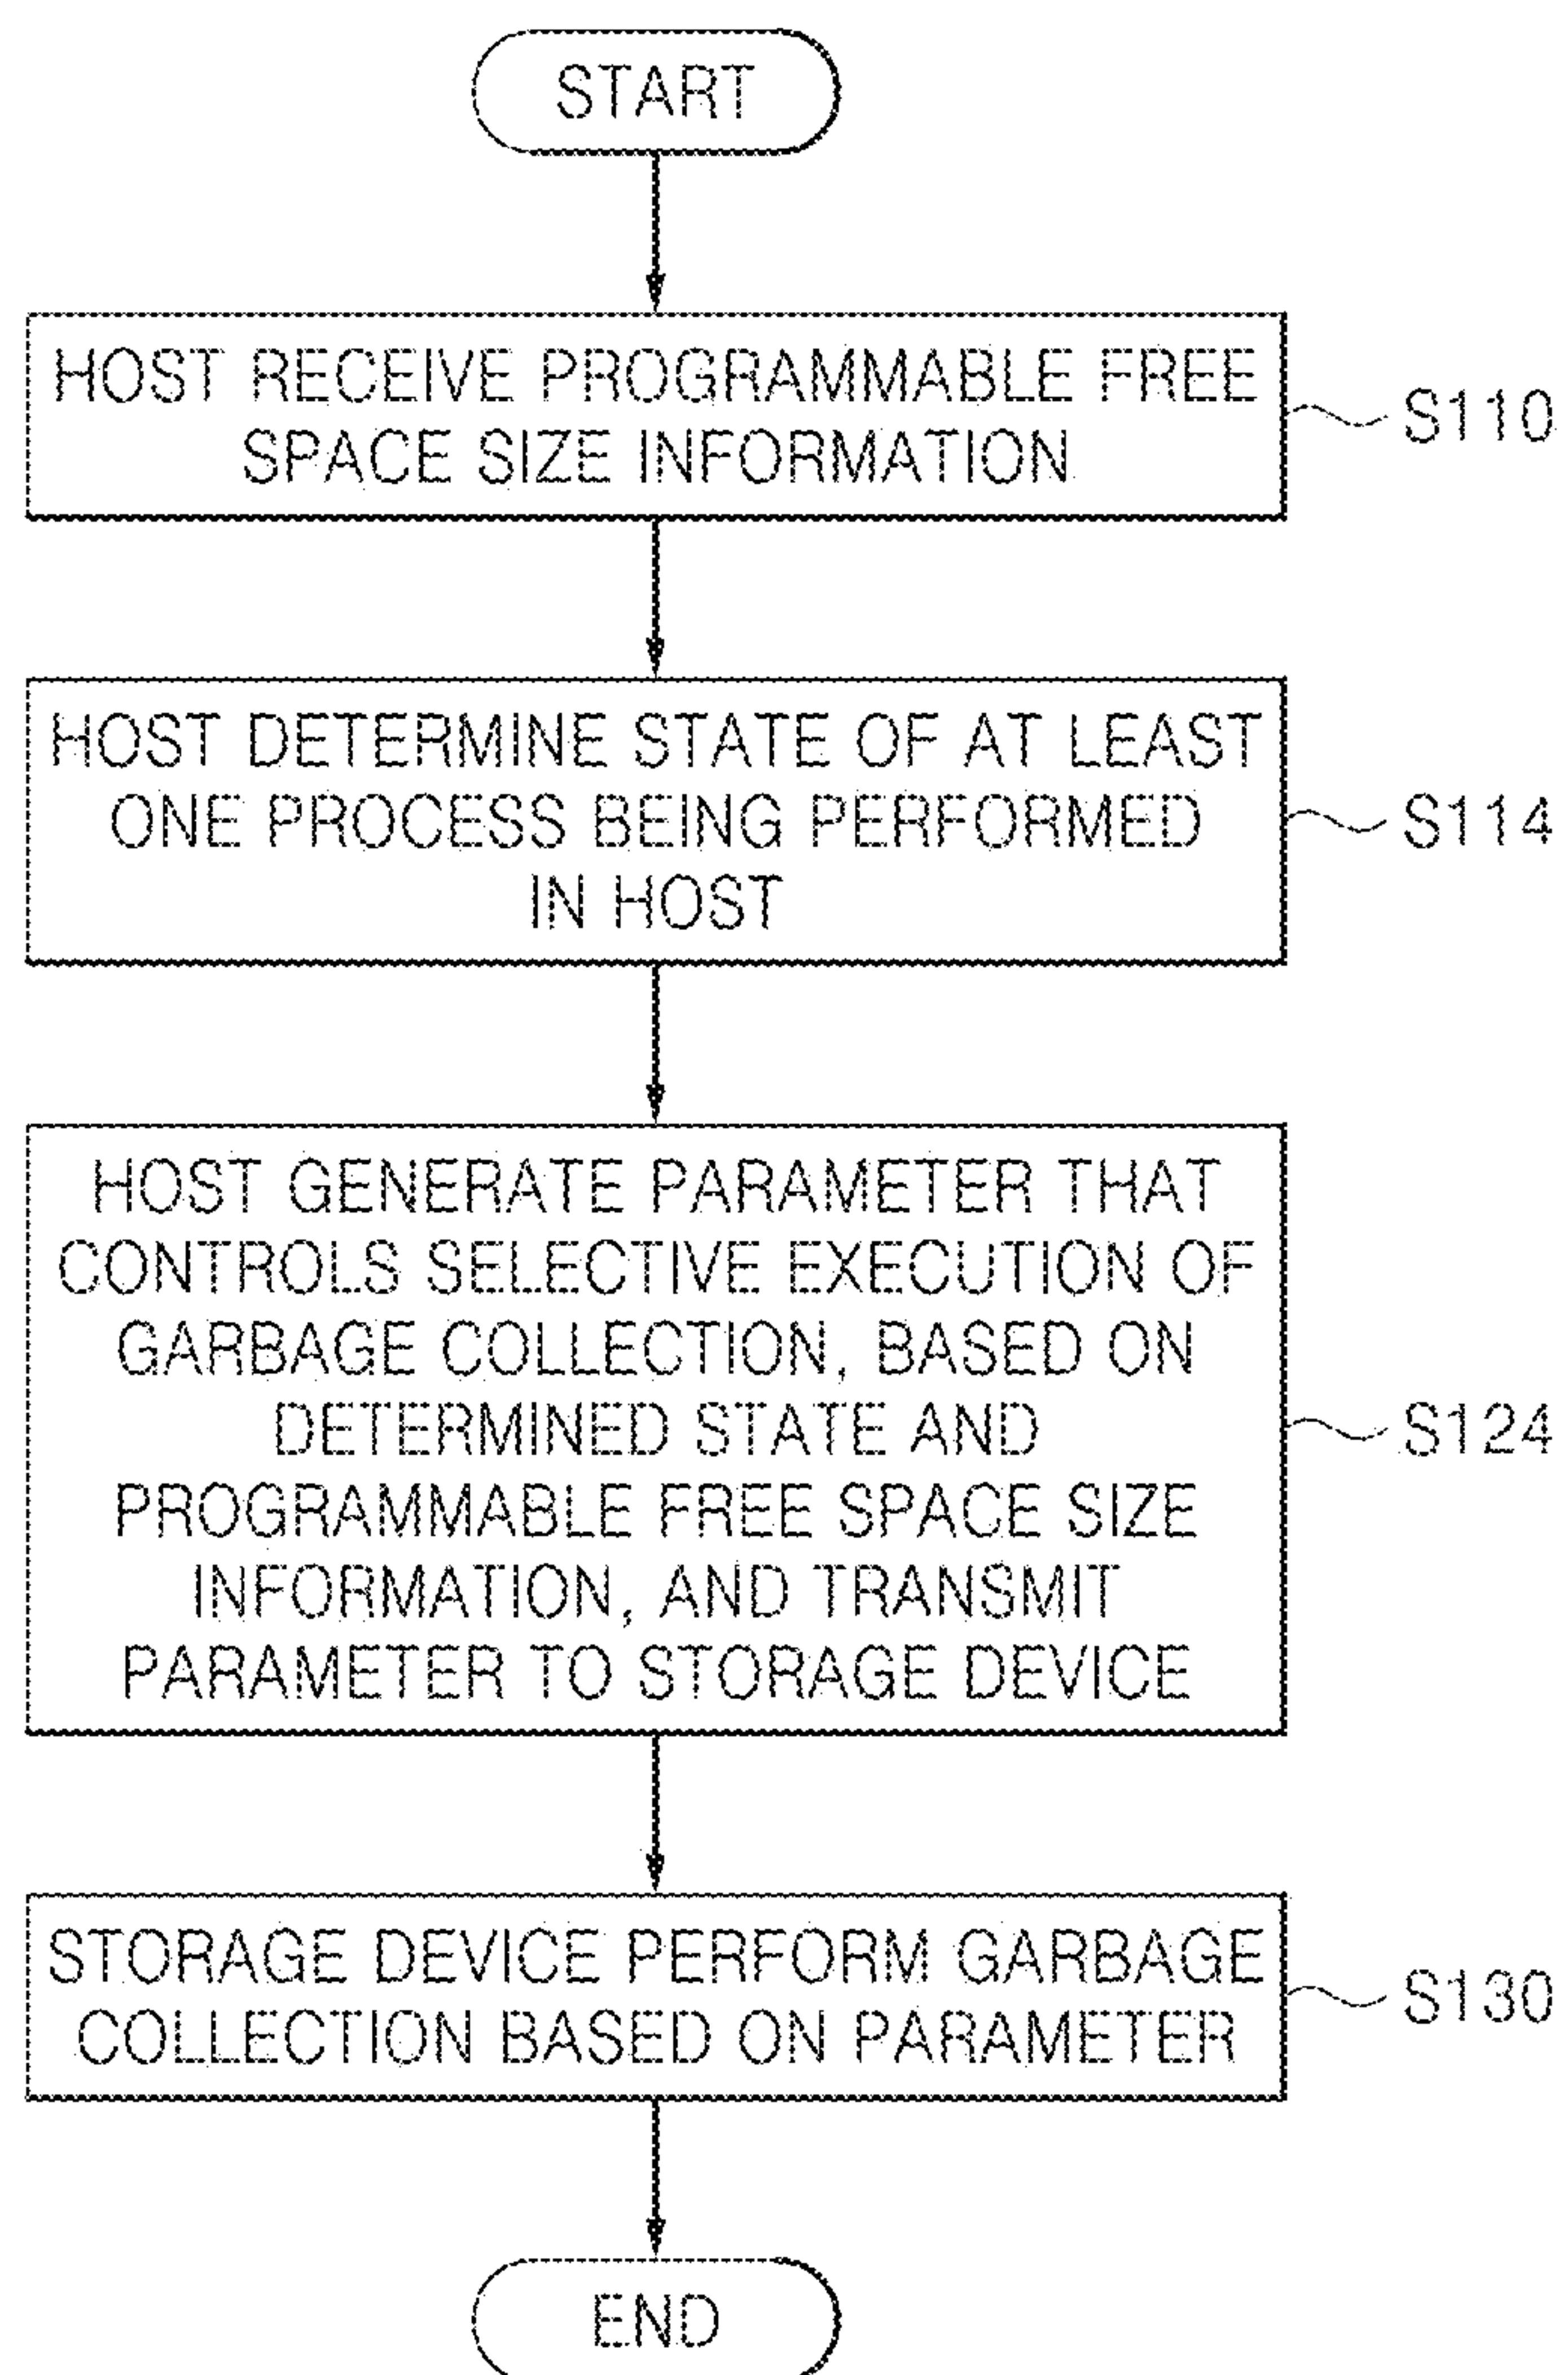 START
HOST RECEIVE PROGRAMMABLE FREE
SPACE SIZE INFORMATION
S110
HOST DETERMINE STATE OF AT LEAST
ONE PROCESS BEING PERFORMED
IN HOST
S114
HOST GENERATE PARAMETER THAT
CONTROLS SELECTIVE EXECUTION OF
GARBAGE COLLECTION, BASED ON
DETERMINED STATE AND
PROGRAMMABLE FREE SPACE SIZE
INFORMATION, AND TRANSMIT
PARAMETER TO STORAGE DEVICE
S124
STORAGE DEVICE PERFORM GARBAGE
COLLECTION BASED ON PARAMETER
S130
END